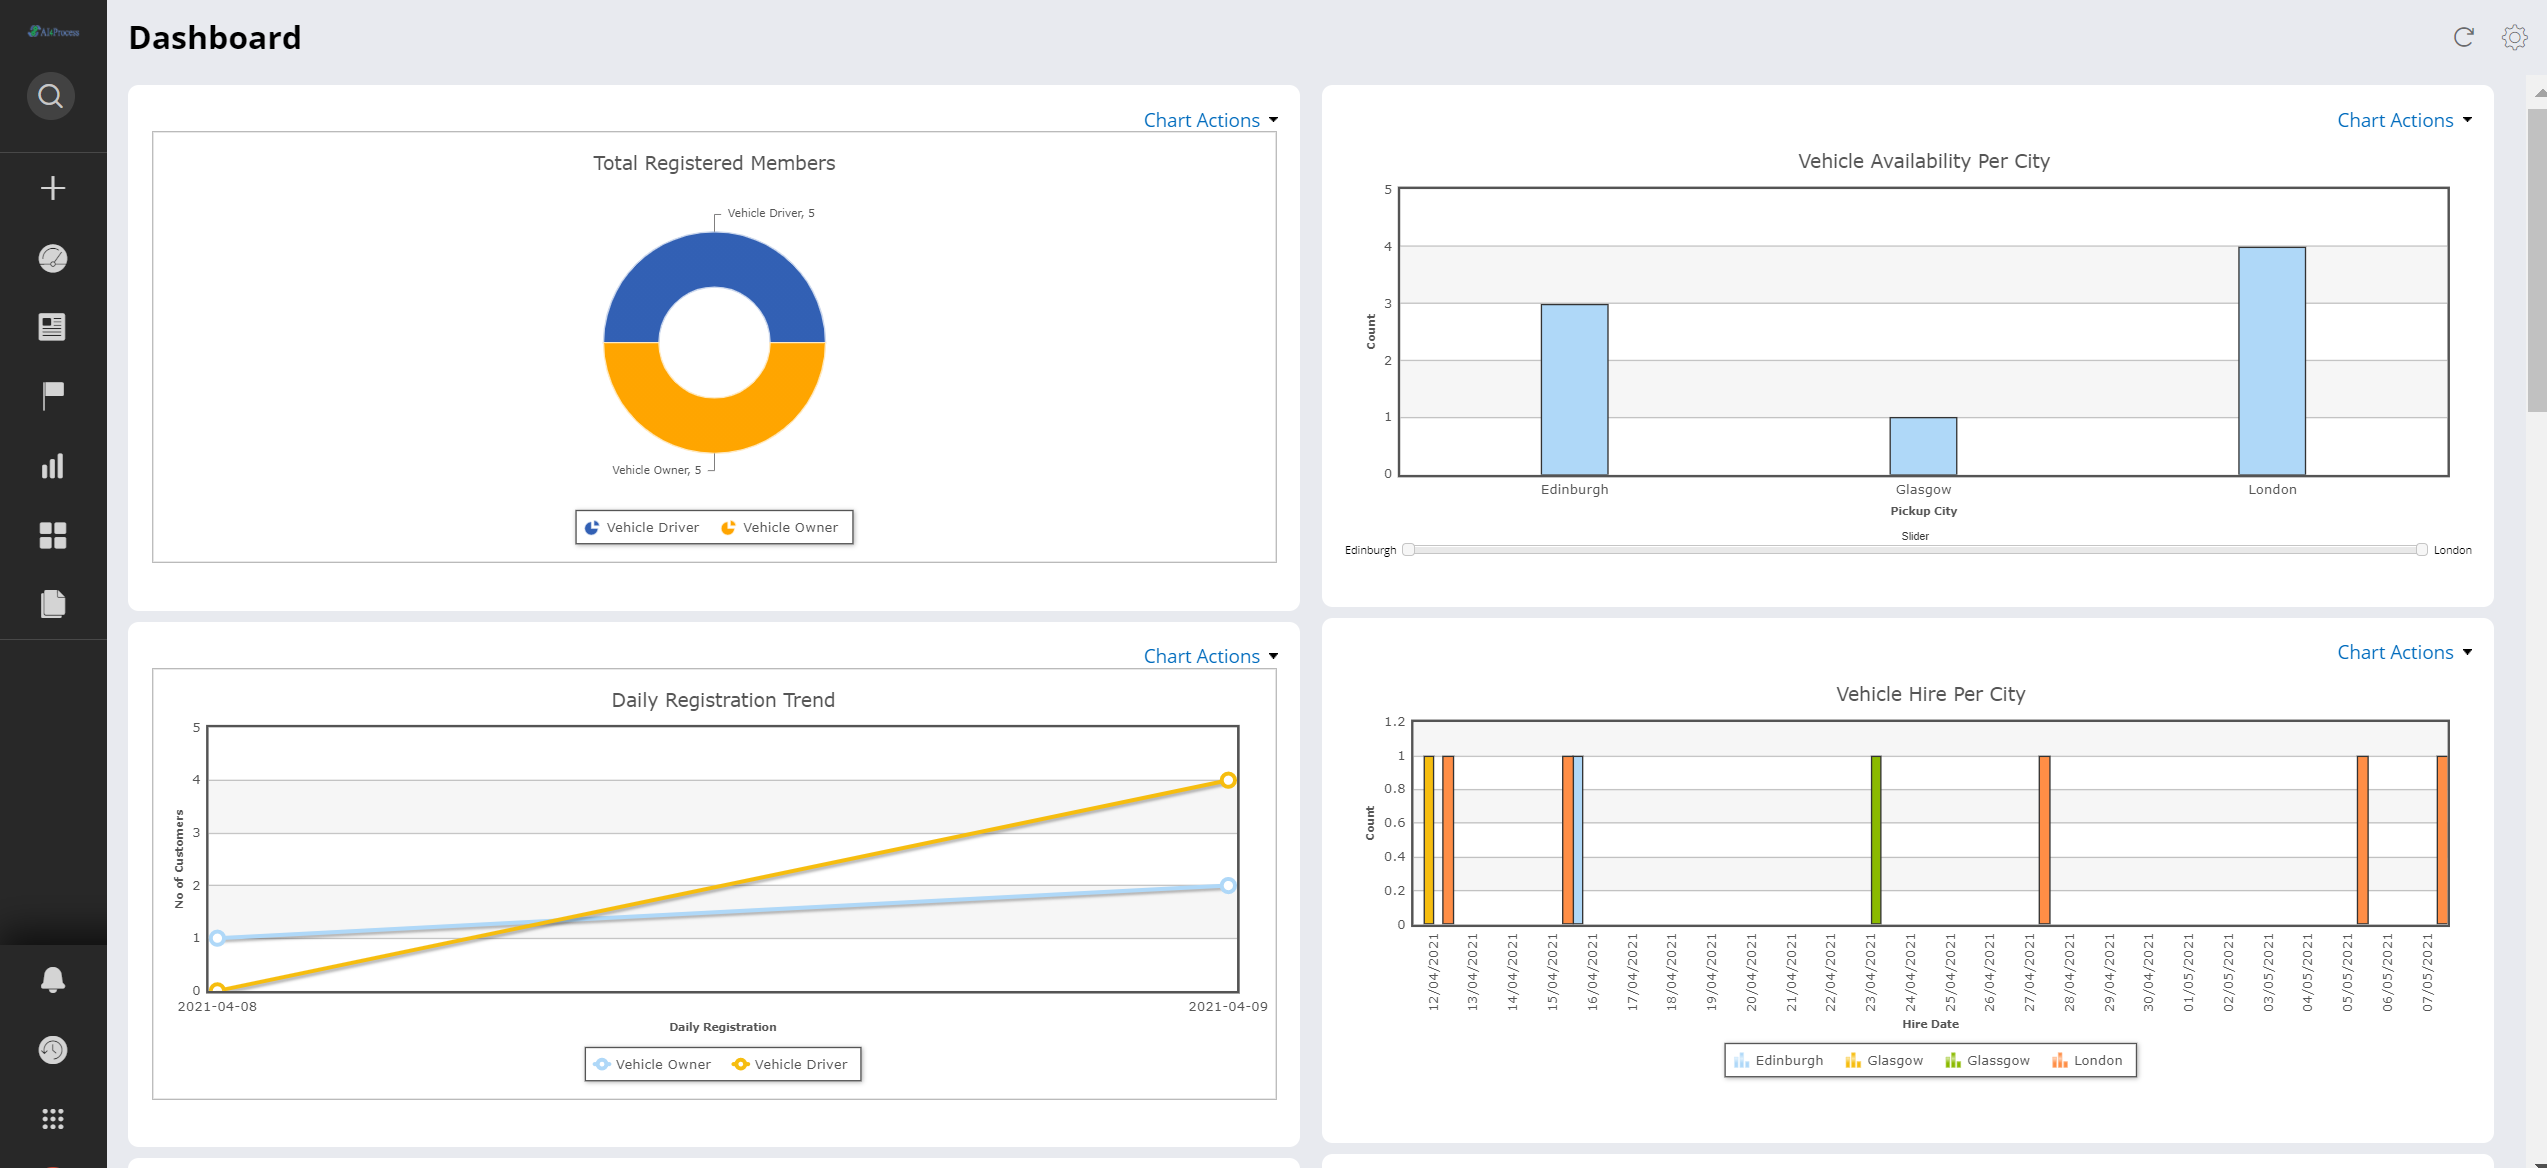 AI4Process
Dashboard
Chart Actions
Total Registered Members
Vehicle Driver, 5
Vehicle Owner, 5
Vehicle Driver Vehicle Owner
Chart Actions
Vehicle Availability Per City
5
4
3
2
1
0
Count
Edinburgh Glasgow London
Pickup City
Slider
Edinburgh London
Chart Actions
Daily Registration Trend
5
4
3
2
1
0
No of Customers
2021-04-08 2021-04-09
Daily Registration
Vehicle Owner Vehicle Driver
Chart Actions
Vehicle Hire Per City
1.2
1
0.8
0.6
0.4
0.2
0
Count
12/04/2021 13/04/2021 14/04/2021 15/04/2021 16/04/2021 17/04/2021 18/04/2021 19/04/2021 20/04/2021 21/04/2021 22/04/2021 23/04/2021 24/04/2021 25/04/2021 26/04/2021 27/04/2021 28/04/2021 29/04/2021 30/04/2021 01/05/2021 02/05/2021 03/05/2021 04/05/2021 05/05/2021 06/05/2021 07/05/2021
Hire Date
Edinburgh Glasgow Glassgow London